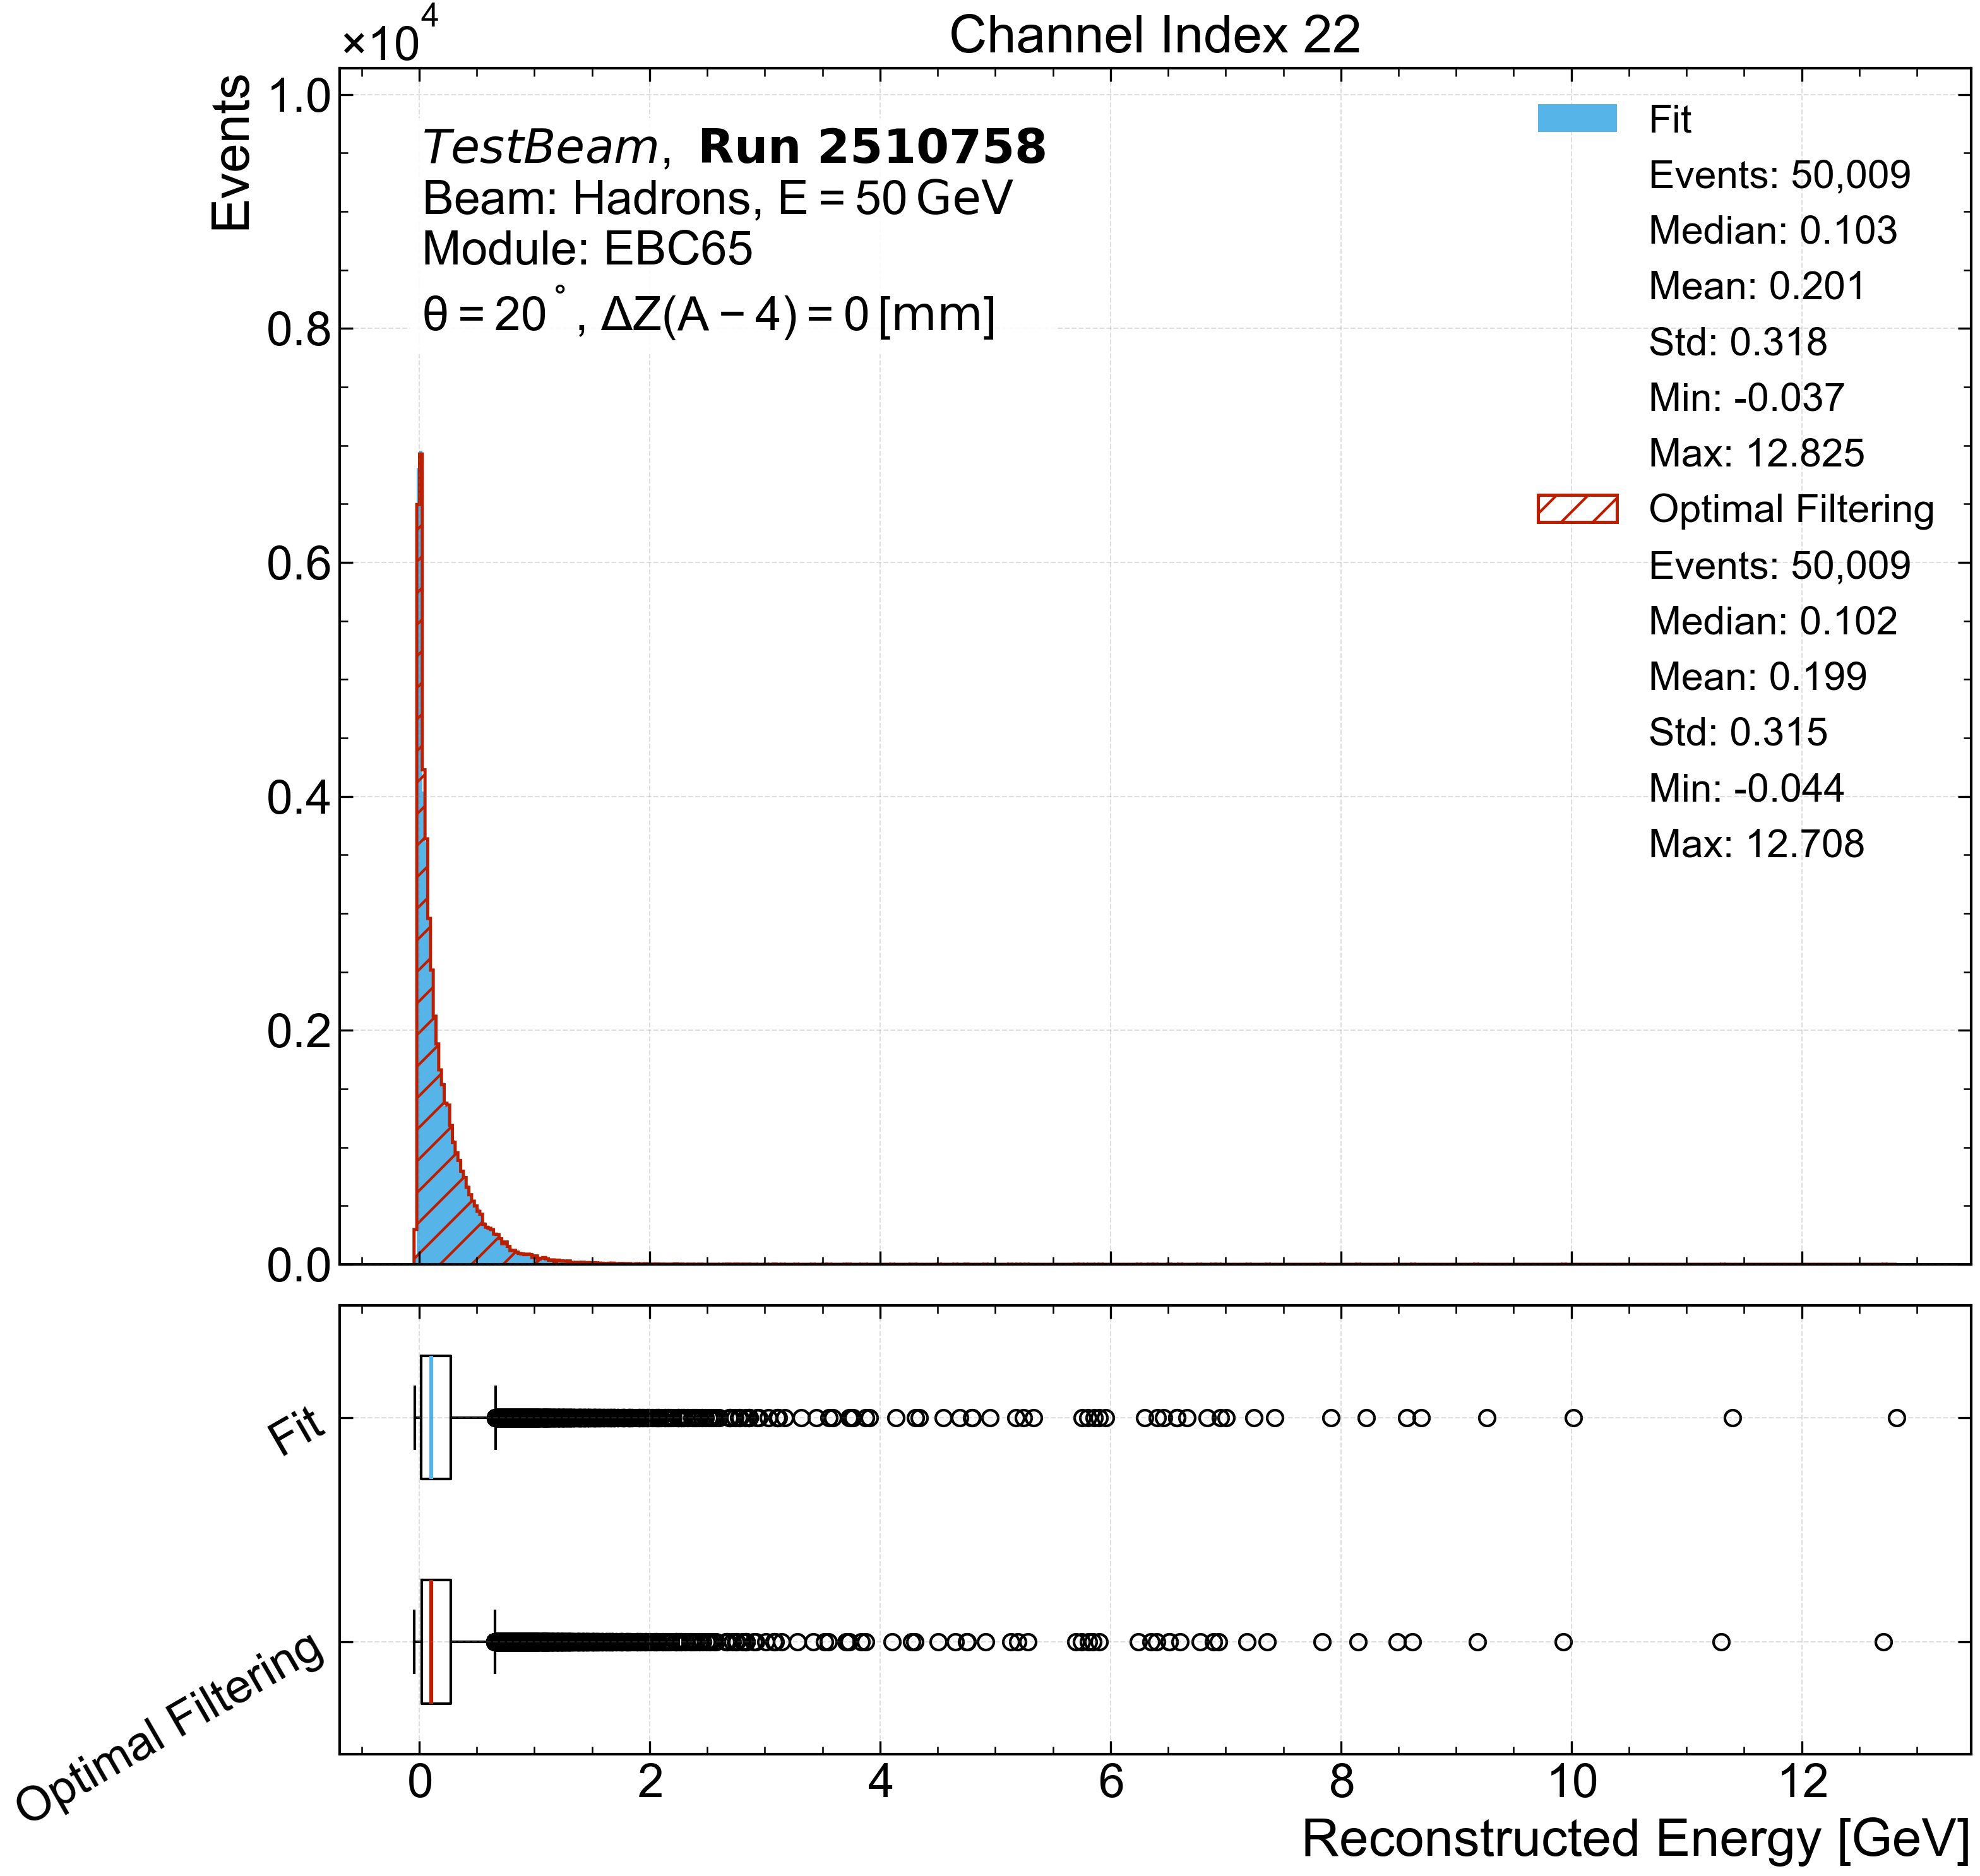 Channel Index 22
×10⁴
Events
1.0
0.8
0.6
0.4
0.2
0.0
TestBeam, Run 2510758
Beam: Hadrons, E = 50 GeV
Module: EBC65
θ = 20°, ΔZ(A − 4) = 0 [mm]
Fit
Events: 50,009
Median: 0.103
Mean: 0.201
Std: 0.318
Min: -0.037
Max: 12.825
Optimal Filtering
Events: 50,009
Median: 0.102
Mean: 0.199
Std: 0.315
Min: -0.044
Max: 12.708
Fit
Optimal Filtering
0 2 4 6 8 10 12
Reconstructed Energy [GeV]